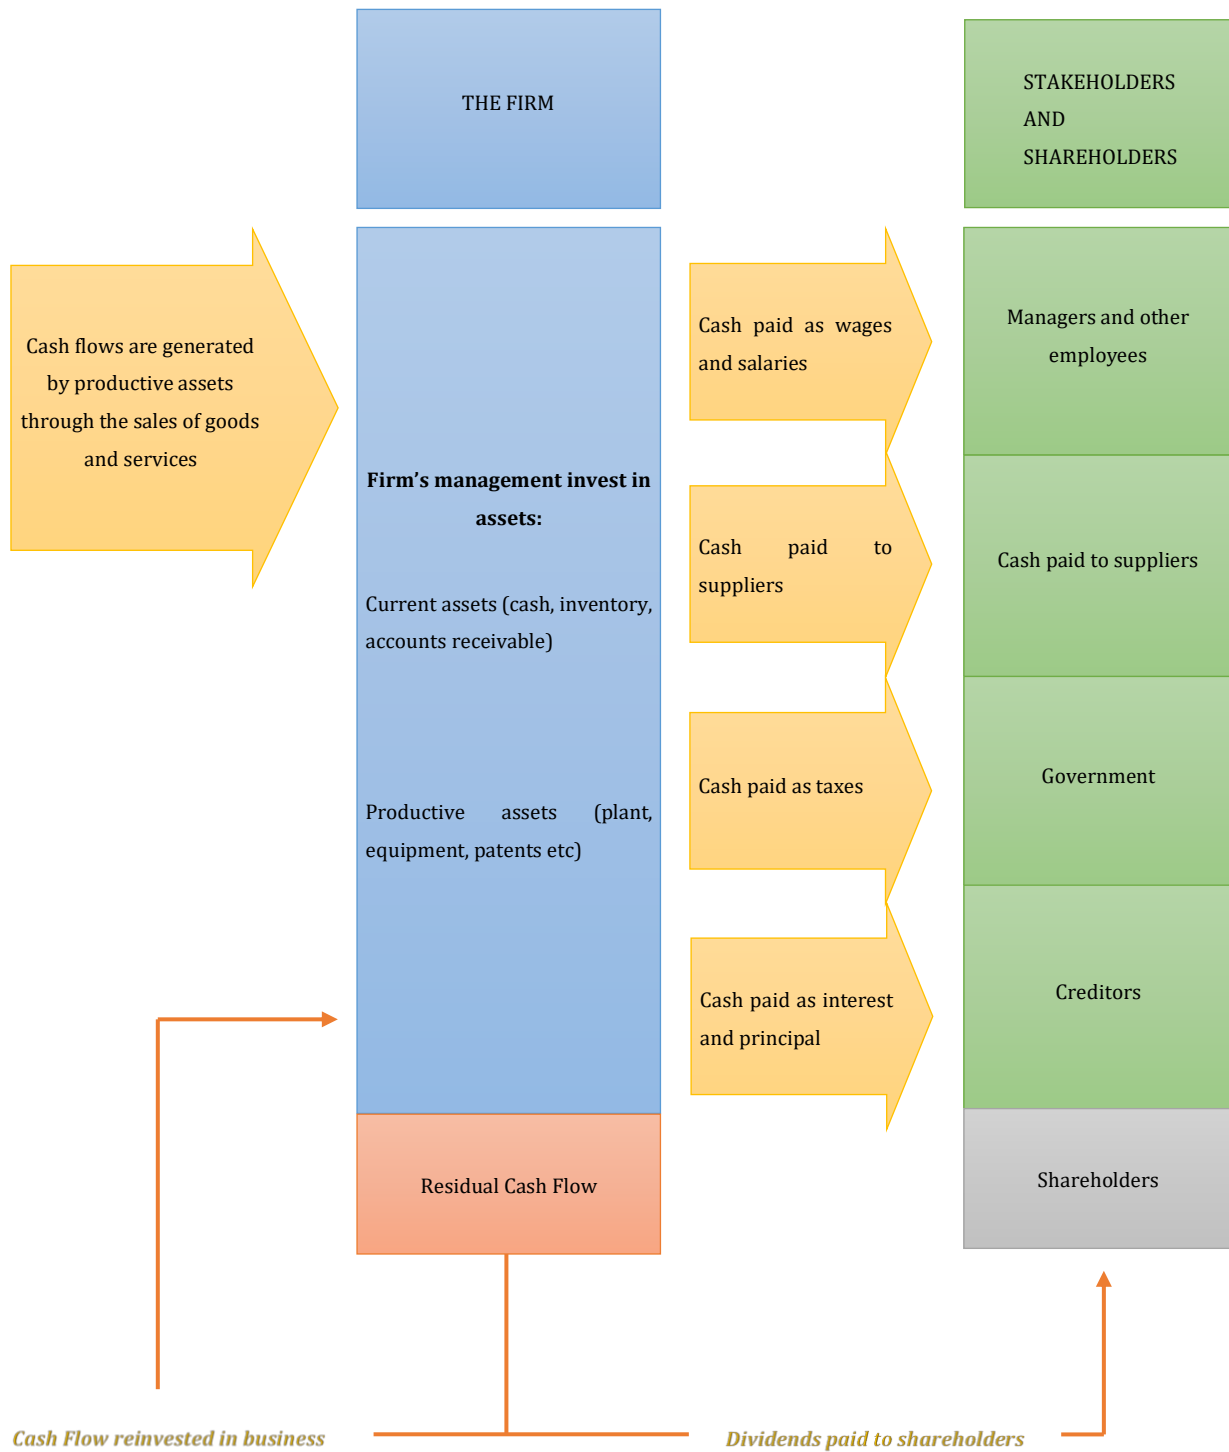 THE FIRM
STAKEHOLDERS
AND
SHAREHOLDERS
Cash flows are generated
by productive assets
through the sales of goods
and services
Firm’s management invest in
assets:
Current assets (cash, inventory,
accounts receivable)
Productive assets (plant,
equipment, patents etc)
Cash paid as wages
and salaries
Managers and other
employees
Cash paid to
suppliers
Cash paid to suppliers
Cash paid as taxes
Government
Cash paid as interest
and principal
Creditors
Residual Cash Flow
Shareholders
Cash Flow reinvested in business
Dividends paid to shareholders